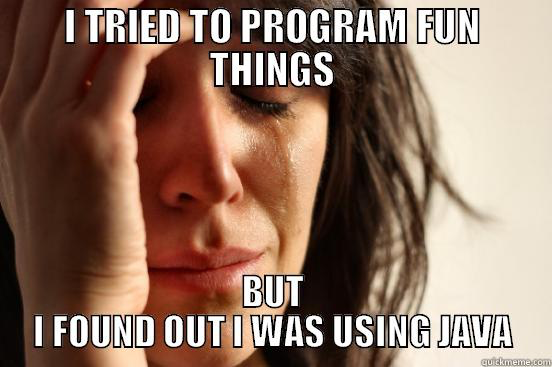 I TRIED TO PROGRAM FUN
THINGS
BUT
I FOUND OUT I WAS USING JAVA
quickmeme.com